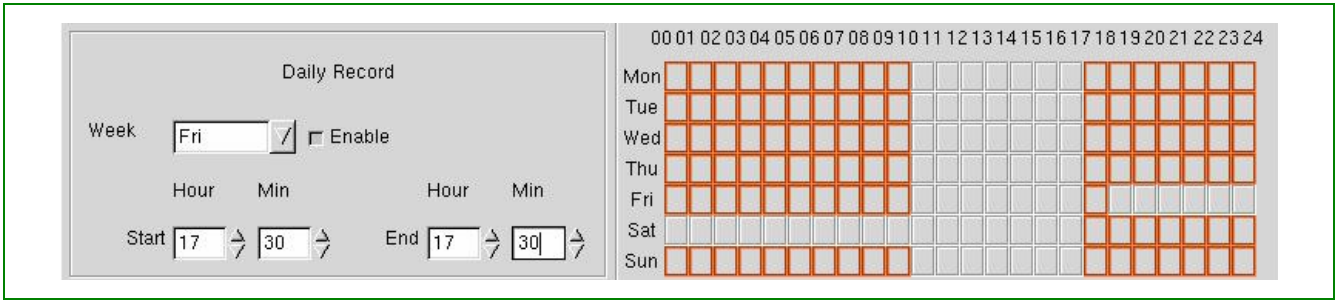 Daily Record
Week Fri Enable
Hour Min Hour Min
Start 17 30 End 17 30
00 01 02 03 04 05 06 07 08 09 10 11 12 13 14 15 16 17 18 19 20 21 22 23 24
Mon
Tue
Wed
Thu
Fri
Sat
Sun